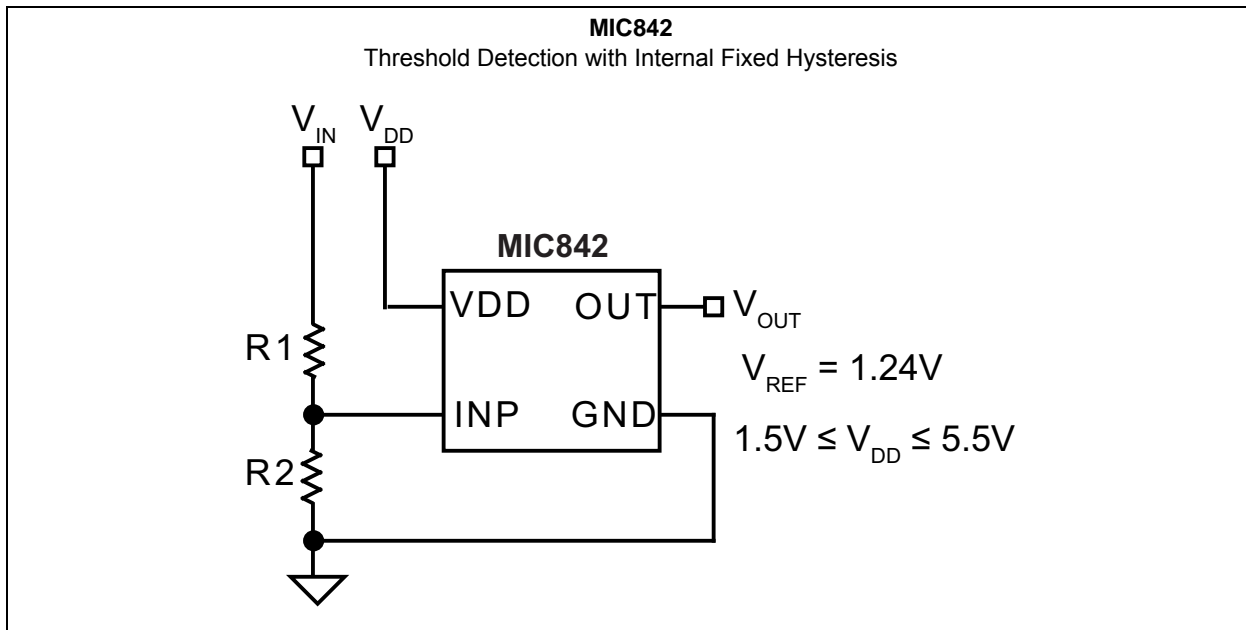 MIC842
Threshold Detection with Internal Fixed Hysteresis
V_IN V_DD
MIC842
VDD OUT
V_OUT
R1
V_REF = 1.24V
INP GND
1.5V ≤ V_DD ≤ 5.5V
R2